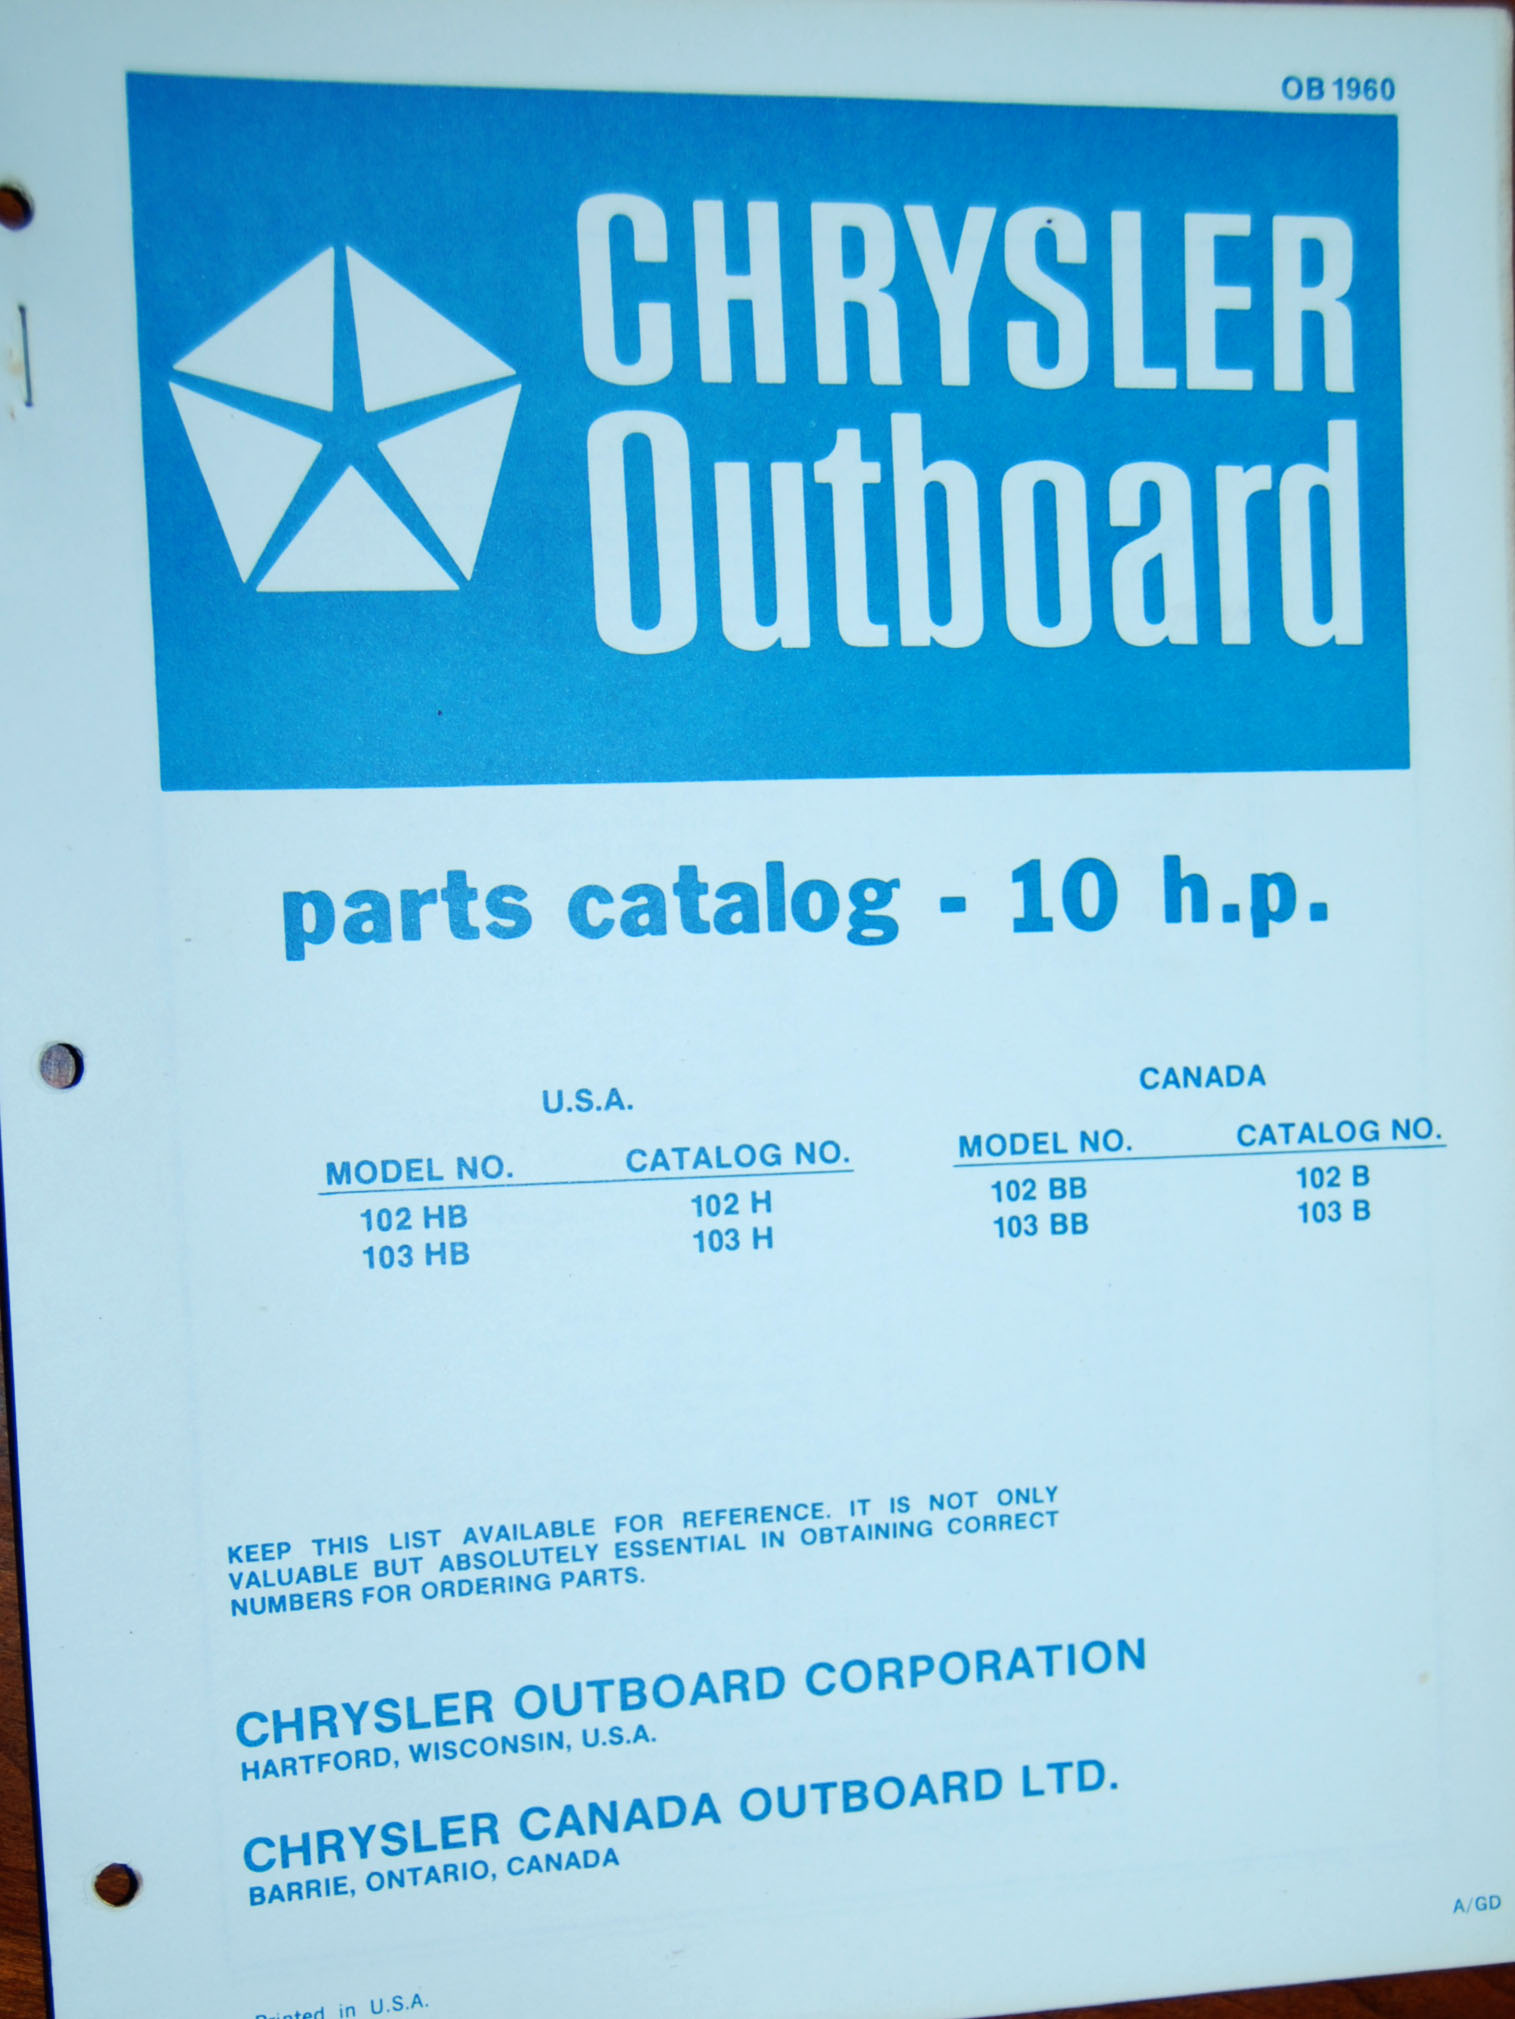 OB 1960
CHRYSLER
Outboard
parts catalog - 10 h.p.
U.S.A.
MODEL NO. CATALOG NO.
102 HB 102 H
103 HB 103 H
CANADA
MODEL NO. CATALOG NO.
102 BB 102 B
103 BB 103 B
KEEP THIS LIST AVAILABLE FOR REFERENCE. IT IS NOT ONLY
VALUABLE BUT ABSOLUTELY ESSENTIAL IN OBTAINING CORRECT
NUMBERS FOR ORDERING PARTS.
CHRYSLER OUTBOARD CORPORATION
HARTFORD, WISCONSIN, U.S.A.
CHRYSLER CANADA OUTBOARD LTD.
BARRIE, ONTARIO, CANADA
A/GD
Printed in U.S.A.